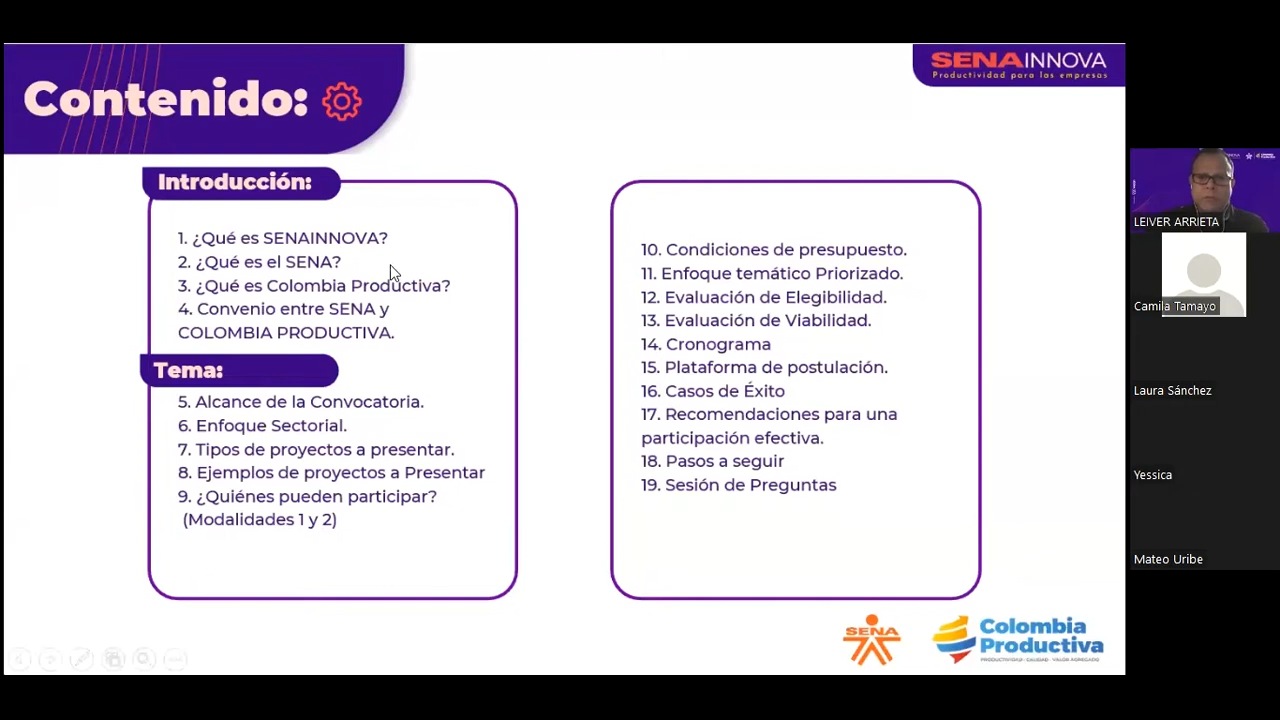 Contenido:
SENAINNOVA
Productividad para las empresas
Introducción:
1. ¿Qué es SENAINNOVA?
2. ¿Qué es el SENA?
3. ¿Qué es Colombia Productiva?
4. Convenio entre SENA y
COLOMBIA PRODUCTIVA.
Tema:
5. Alcance de la Convocatoria.
6. Enfoque Sectorial.
7. Tipos de proyectos a presentar.
8. Ejemplos de proyectos a Presentar
9. ¿Quiénes pueden participar?
(Modalidades 1 y 2)
10. Condiciones de presupuesto.
11. Enfoque temático Priorizado.
12. Evaluación de Elegibilidad.
13. Evaluación de Viabilidad.
14. Cronograma
15. Plataforma de postulación.
16. Casos de Éxito
17. Recomendaciones para una
participación efectiva.
18. Pasos a seguir
19. Sesión de Preguntas
SENA
Colombia
Productiva
PRODUCTIVIDAD · CALIDAD · VALOR AGREGADO
LEIVER ARRIETA
Camila Tamayo
Laura Sánchez
Yessica
Mateo Uribe